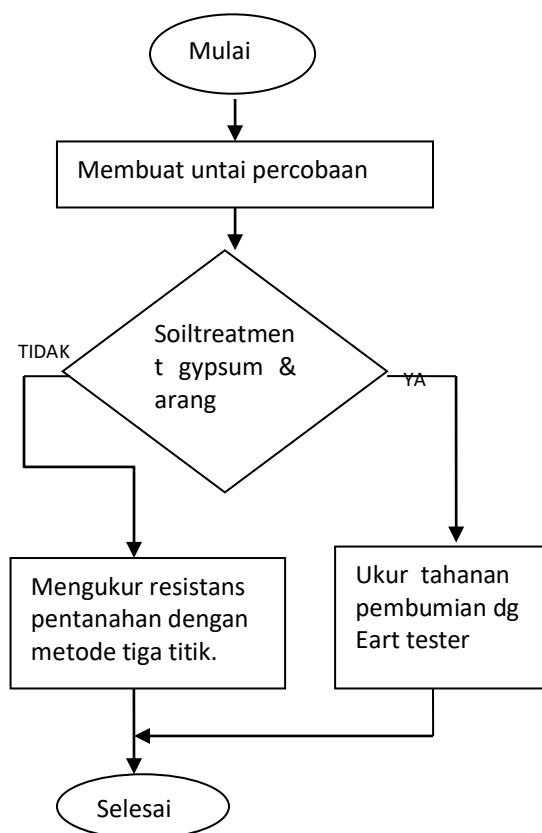 Mulai
Membuat untai percobaan
Soiltreatmen
t gypsum &
arang
TIDAK
YA
Mengukur resistans
pentanahan dengan
metode tiga titik.
Ukur tahanan
pembumian dg
Eart tester
Selesai